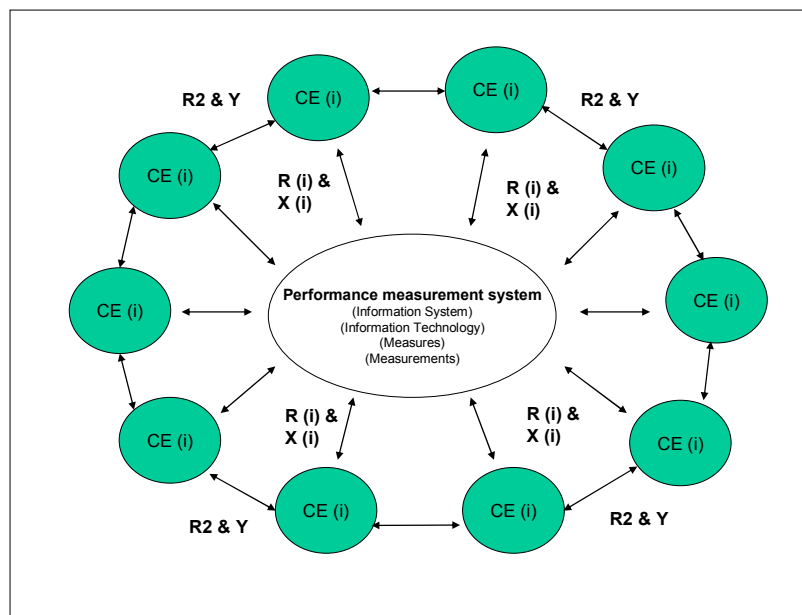 R2 & Y
CE (i)
CE (i)
R2 & Y
CE (i)
R (i) &
X (i)
R (i) &
X (i)
CE (i)
CE (i)
Performance measurement system
(Information System)
(Information Technology)
(Measures)
(Measurements)
CE (i)
CE (i)
R (i) &
X (i)
R (i) &
X (i)
CE (i)
R2 & Y
CE (i)
CE (i)
R2 & Y